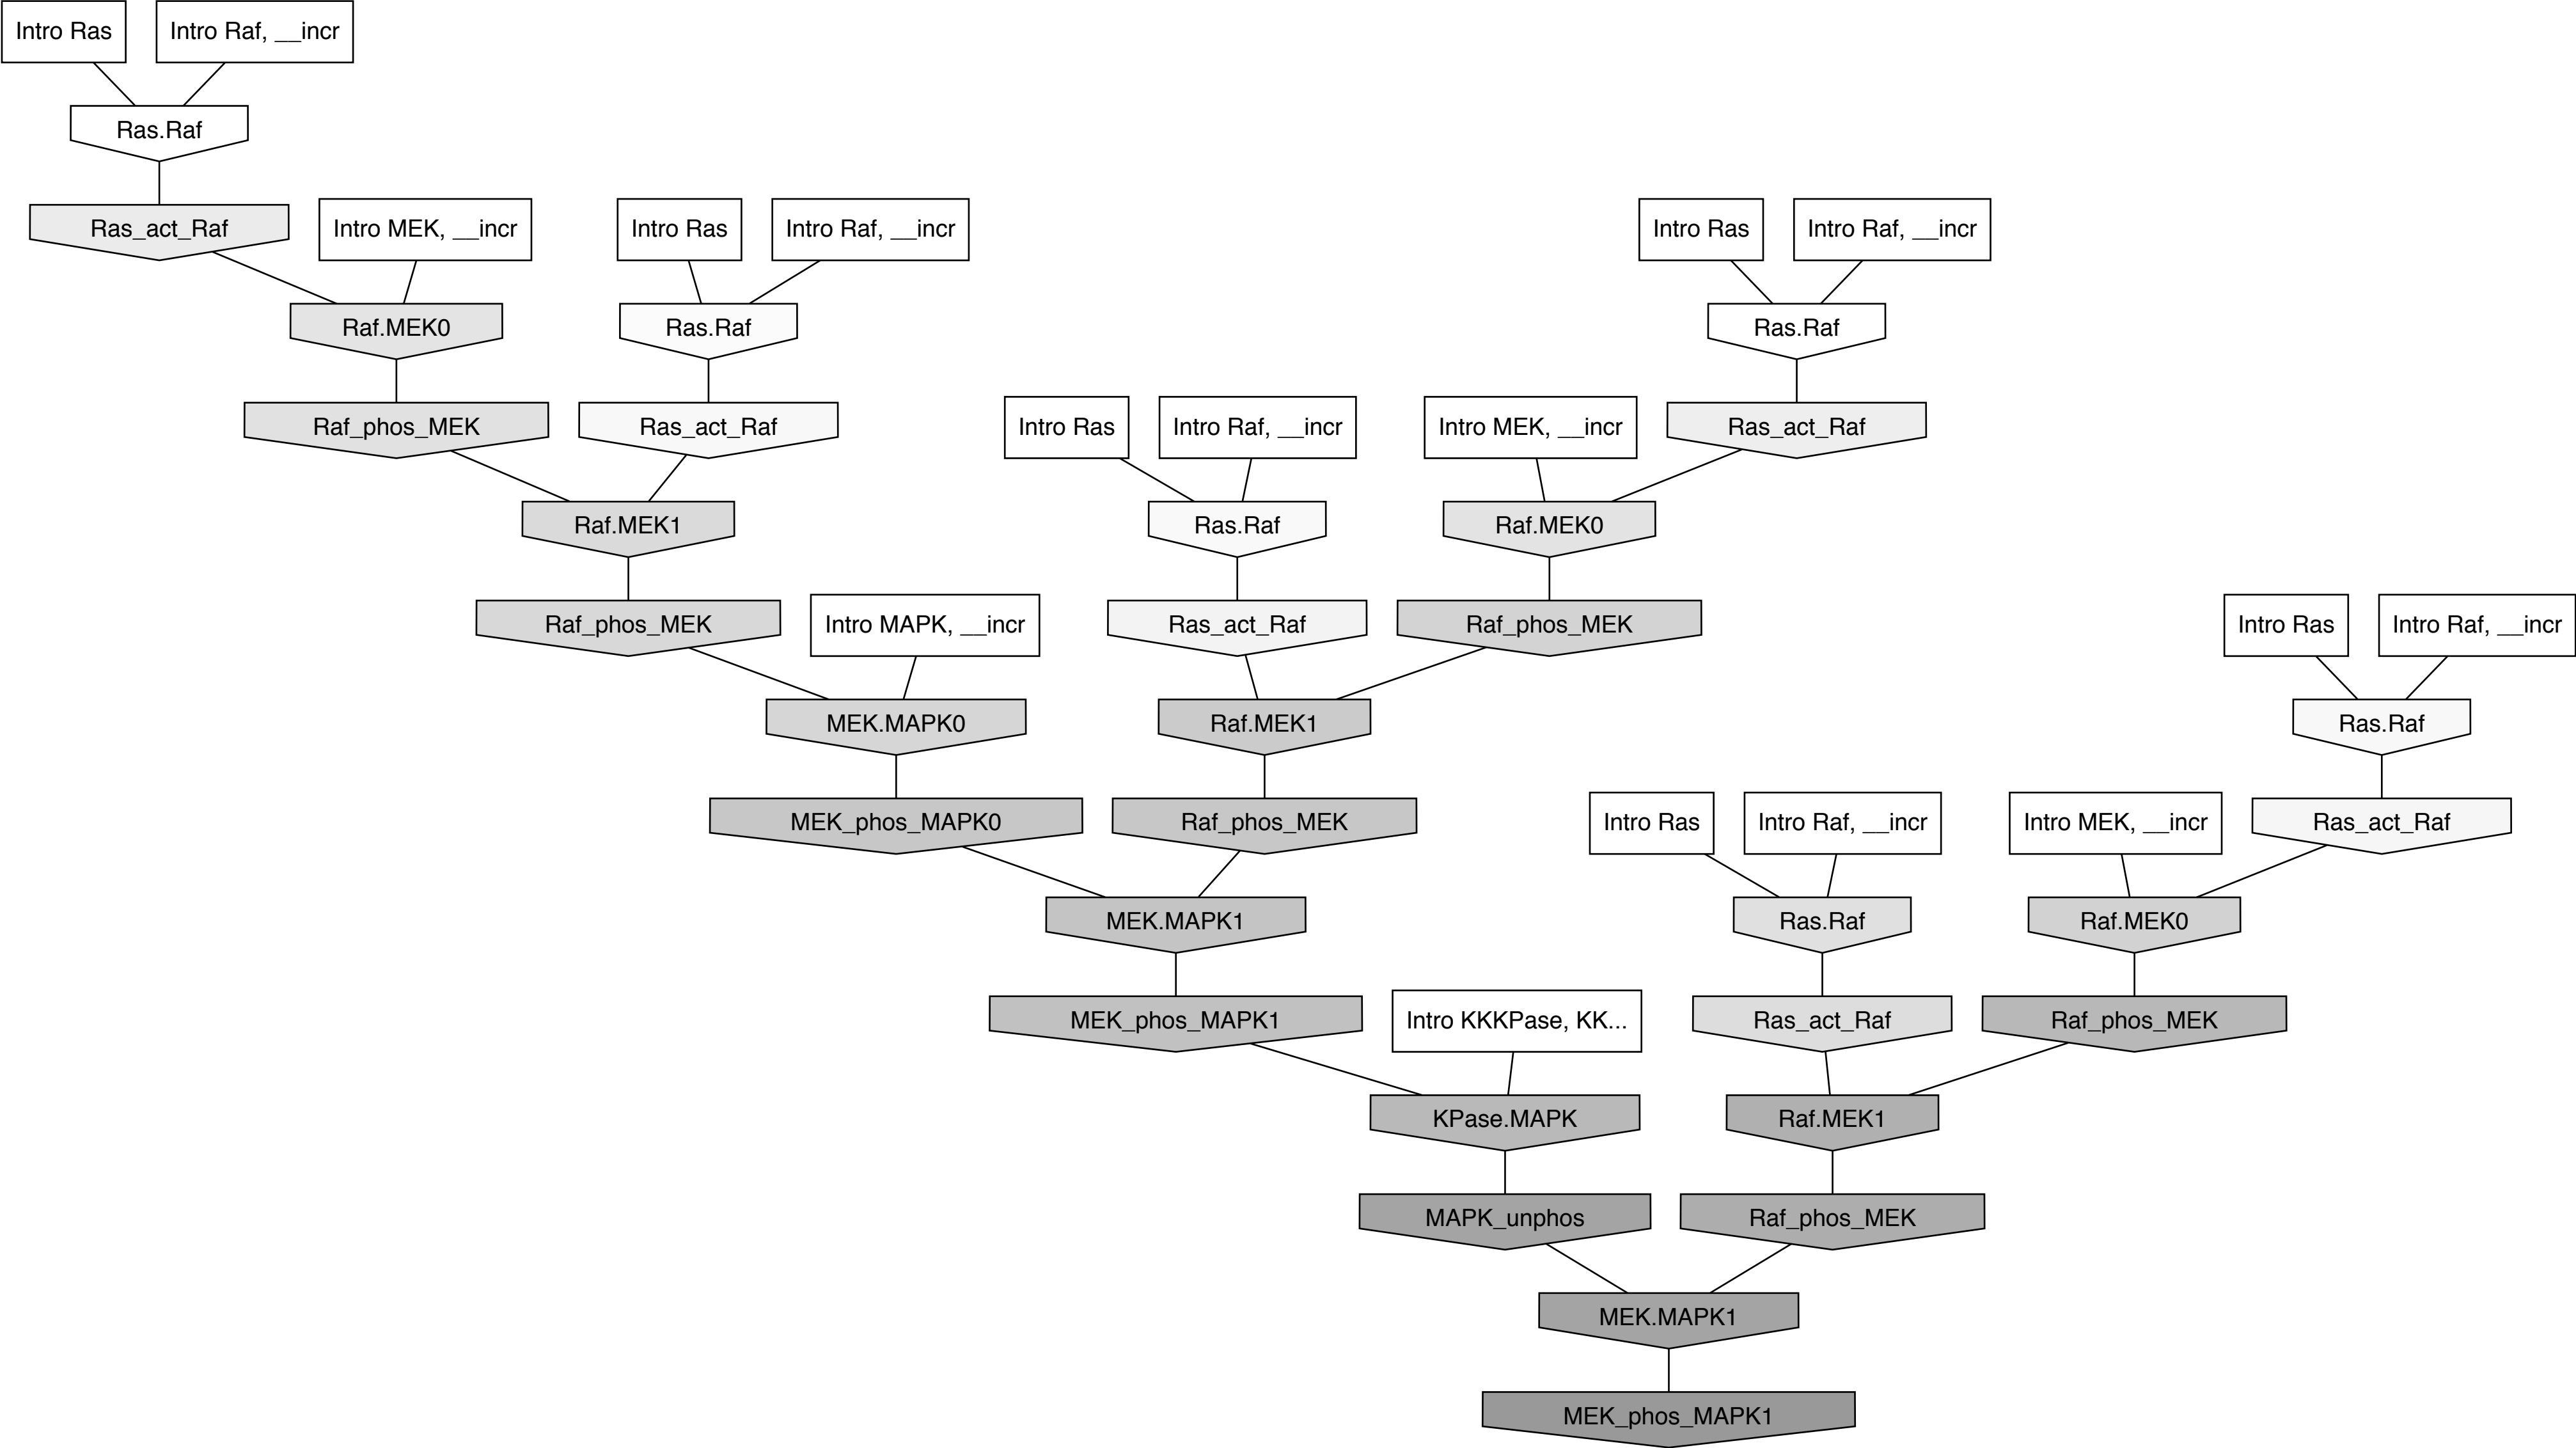 Intro Ras
Intro Raf, __incr
Ras.Raf
Ras_act_Raf
Intro MEK, __incr
Intro Ras
Intro Raf, __incr
Intro Ras
Intro Raf, __incr
Raf.MEK0
Ras.Raf
Ras.Raf
Raf_phos_MEK
Ras_act_Raf
Intro Ras
Intro Raf, __incr
Intro MEK, __incr
Ras_act_Raf
Raf.MEK1
Ras.Raf
Raf.MEK0
Raf_phos_MEK
Intro MAPK, __incr
Ras_act_Raf
Raf_phos_MEK
Intro Ras
Intro Raf, __incr
MEK.MAPK0
Raf.MEK1
Ras.Raf
MEK_phos_MAPK0
Raf_phos_MEK
Intro Ras
Intro Raf, __incr
Intro MEK, __incr
Ras_act_Raf
MEK.MAPK1
Ras.Raf
Raf.MEK0
MEK_phos_MAPK1
Intro KKKPase, KK...
Ras_act_Raf
Raf_phos_MEK
KPase.MAPK
Raf.MEK1
MAPK_unphos
Raf_phos_MEK
MEK.MAPK1
MEK_phos_MAPK1